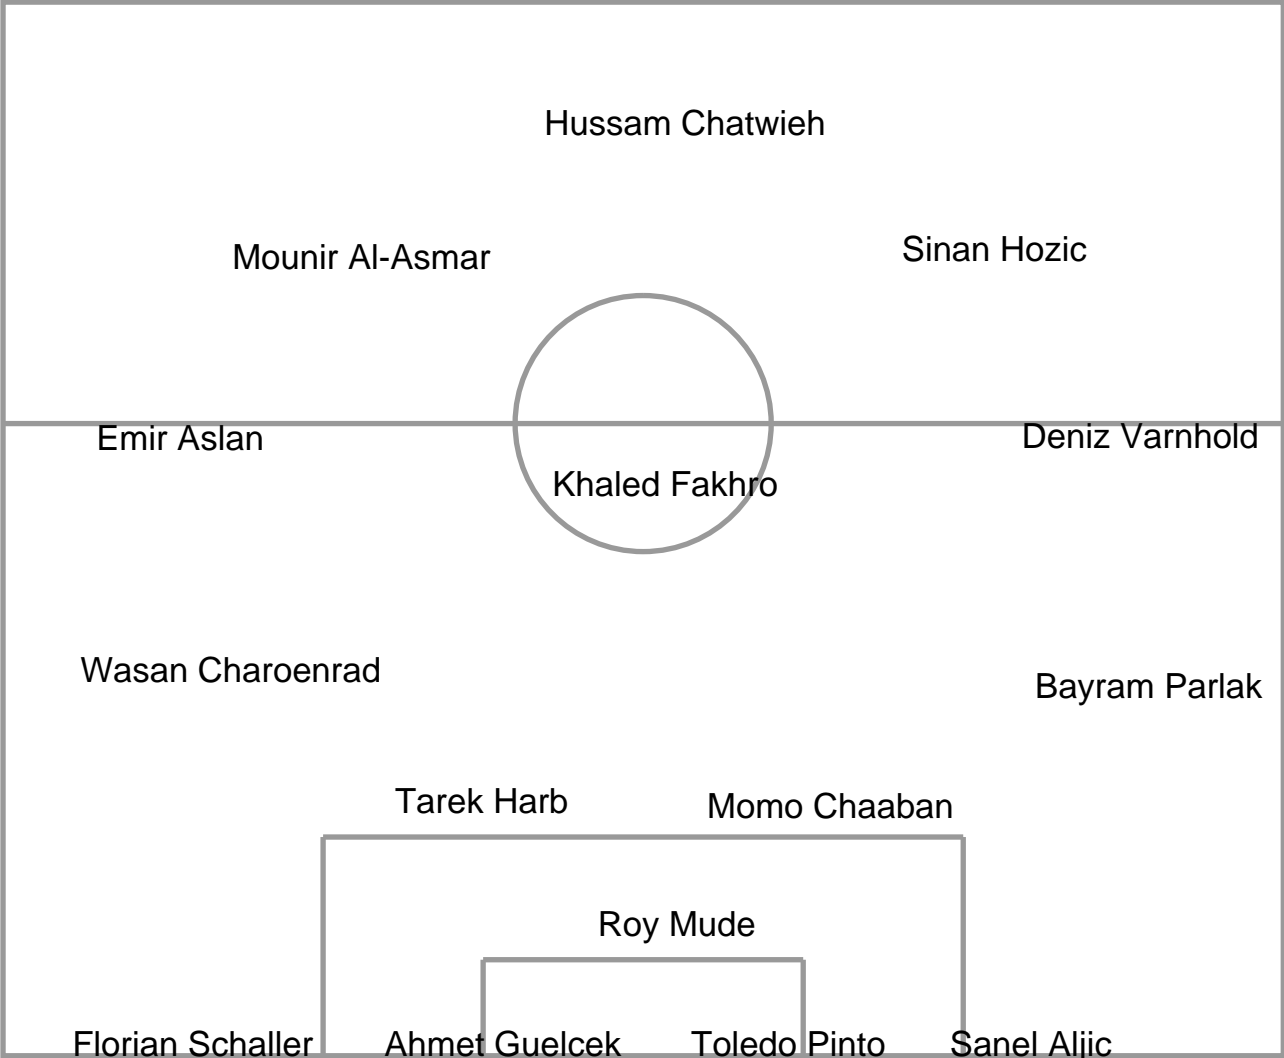 Hussam Chatwieh
Mounir Al-Asmar
Sinan Hozic
Emir Aslan
Deniz Varnhold
Khaled Fakhro
Wasan Charoenrad
Bayram Parlak
Tarek Harb
Momo Chaaban
Roy Mude
Florian Schaller
Ahmet Guelcek
Toledo Pinto
Sanel Aljic